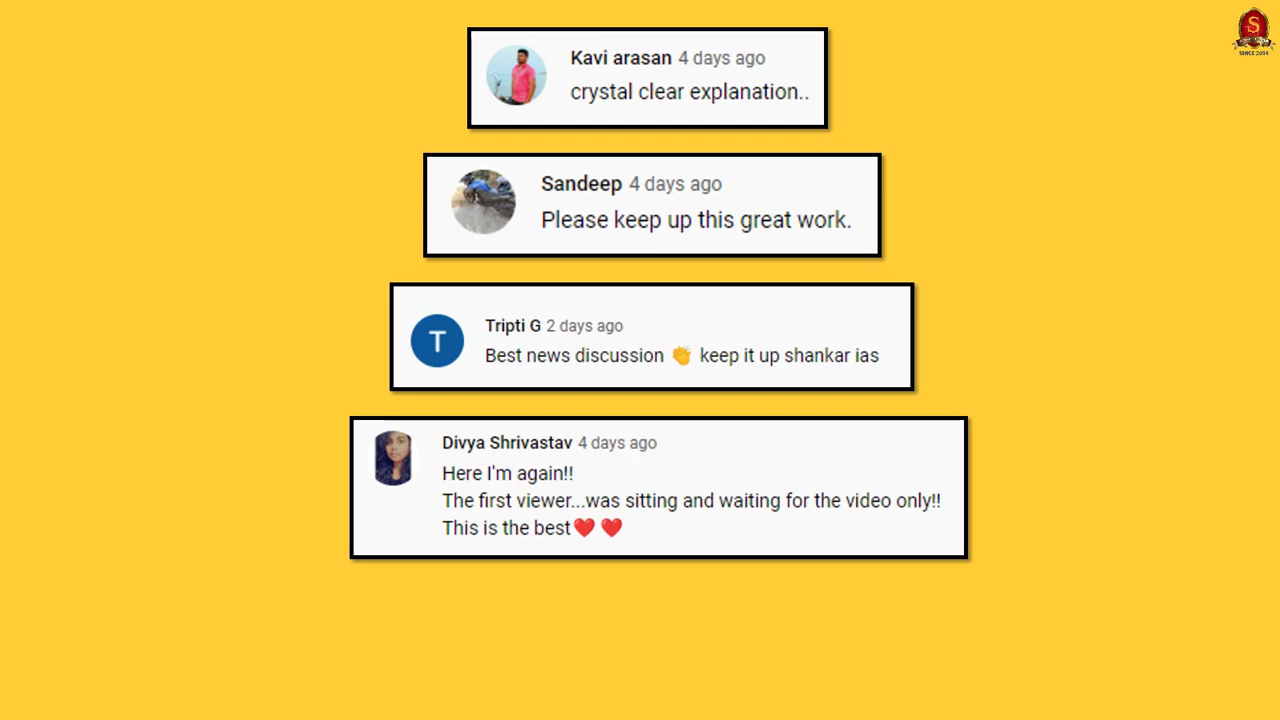 S
SINCE 2004
Kavi arasan 4 days ago
crystal clear explanation..
Sandeep 4 days ago
Please keep up this great work.
T
Tripti G 2 days ago
Best news discussion 👏 keep it up shankar ias
Divya Shrivastav 4 days ago
Here I'm again!!
The first viewer...was sitting and waiting for the video only!!
This is the best❤️ ❤️